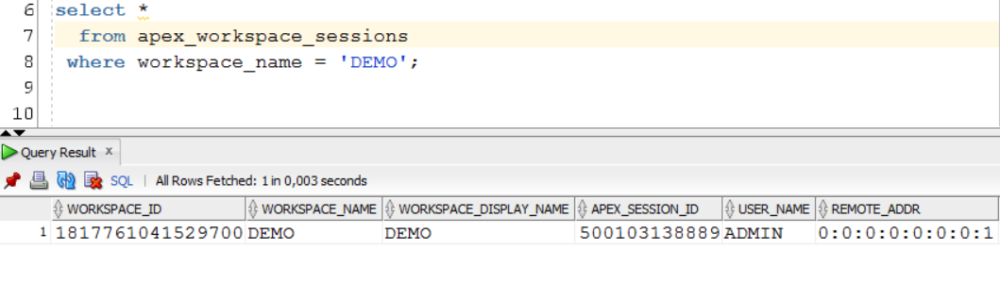 6 select *
7 from apex_workspace_sessions
8 where workspace_name = 'DEMO';
9
10
Query Result x
SQL | All Rows Fetched: 1 in 0,003 seconds
WORKSPACE_ID WORKSPACE_NAME WORKSPACE_DISPLAY_NAME APEX_SESSION_ID USER_NAME REMOTE_ADDR
1 1817761041529700 DEMO DEMO 500103138889 ADMIN 0:0:0:0:0:0:0:1